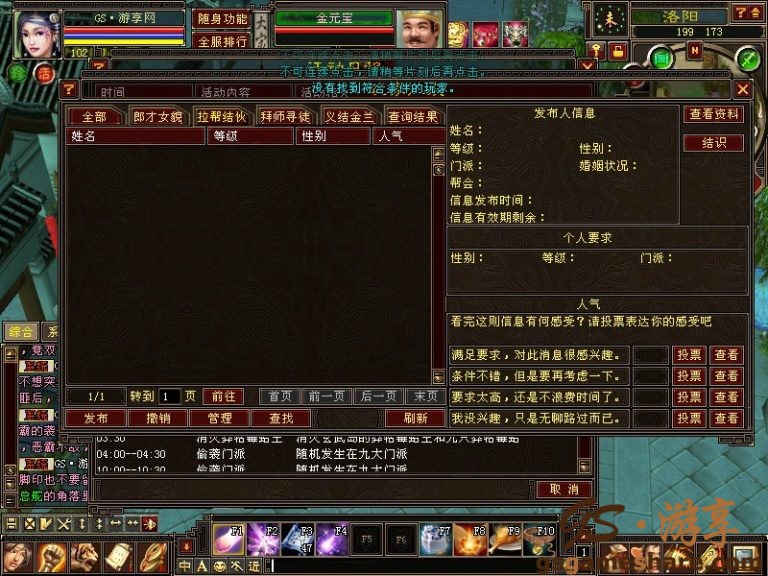 GS·游享网
随身功能
金元宝
未
洛阳
199 173
102
全服排行
不可连续点击，请稍等片刻后再点击。
没有找到符合条件的玩家。
时间
活动内容
全部
郎才女貌
拉帮结伙
拜师寻徒
义结金兰
查询结果
发布人信息
查看资料
姓名
等级
性别
人气
姓名：
结识
等级：
性别：
门派：
婚姻状况：
帮会：
信息发布时间：
信息有效期剩余：
个人要求
性别：
等级：
门派：
人气
看完这则信息有何感受？请投票表达你的感受吧
满足要求，对此消息很感兴趣。
投票
查看
条件不错，但是要再考虑一下。
投票
查看
要求太高，还是不浪费时间了。
投票
查看
我没兴趣，只是无聊路过而已。
投票
查看
1/1
转到
1
页
前往
首页
前一页
后一页
末页
发布
撤销
管理
查找
刷新
综合
系
，竟双
不想突
脚印也不要
总舵的角落里
04:00--04:30
偷袭门派
随机发生在九大门派
10:00--10:30
偷袭门派
随机发生在九大门派
取消
F1
F2
F3
F4
F5
F6
F7
F8
F9
F10
47
1
中
A
近
GS·游享